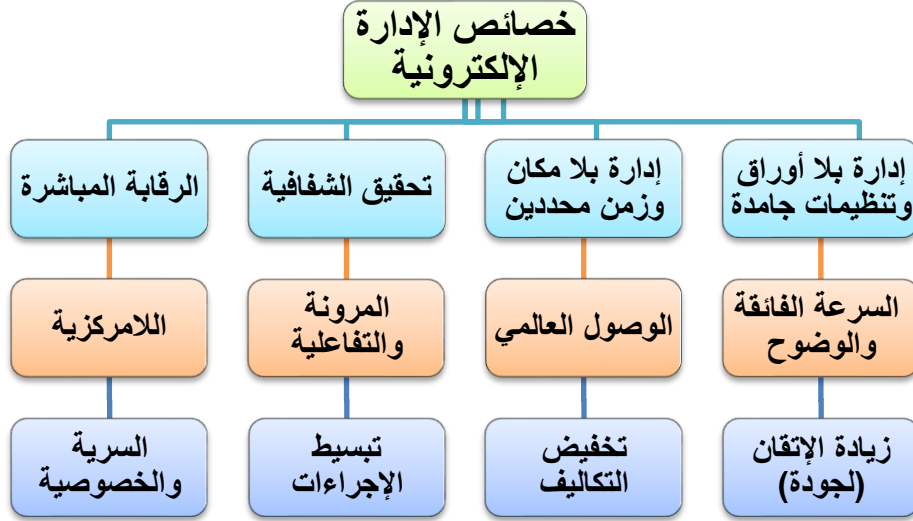 خصائص الإدارة
الإلكترونية
إدارة بلا أوراق
وتنظيمات جامدة
إدارة بلا مكان
وزمن محددين
تحقيق الشفافية
الرقابة المباشرة
السرعة الفائقة
والوضوح
الوصول العالمي
المرونة
والتفاعلية
اللامركزية
زيادة الإتقان
(لجودة)
تخفيض
التكاليف
تبسيط
الإجراءات
السرية
والخصوصية